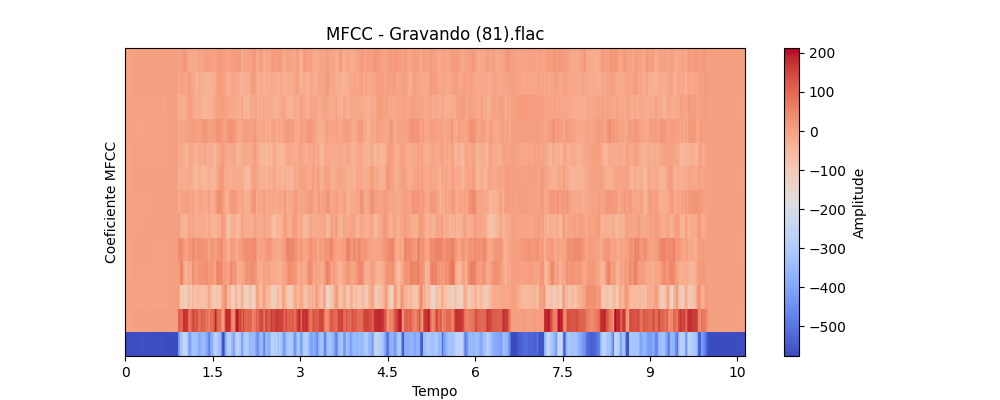 MFCC - Gravando (81).flac
Coeficiente MFCC
0 1.5 3 4.5 6 7.5 9 10
Tempo
200
100
0
−100
−200
−300
−400
−500
Amplitude